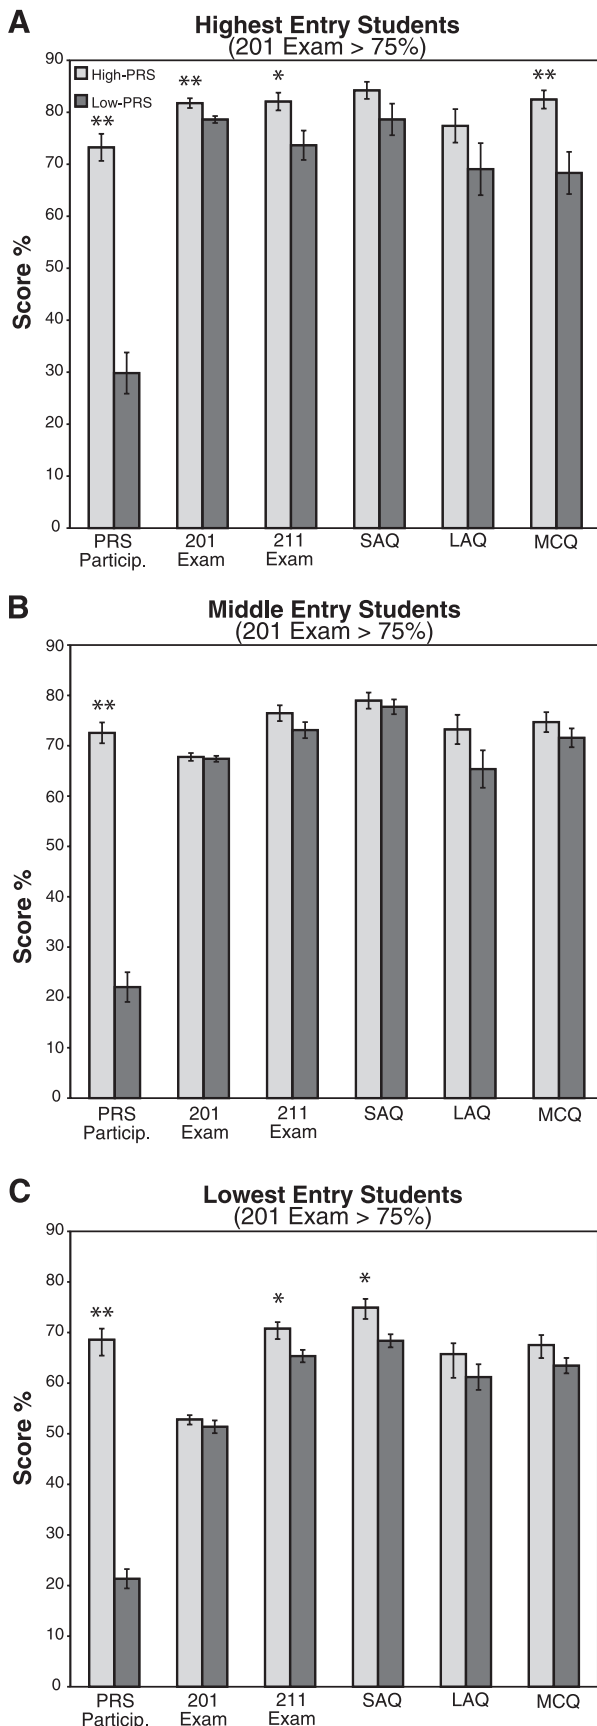 A
Highest Entry Students
(201 Exam > 75%)
90
High-PRS
Low-PRS
**
**
*
**
80
70
60
50
40
30
20
10
0
Score %
PRS Particip.
201 Exam
211 Exam
SAQ
LAQ
MCQ
B
Middle Entry Students
(201 Exam > 75%)
90
**
80
70
60
50
40
30
20
10
0
Score %
PRS Particip.
201 Exam
211 Exam
SAQ
LAQ
MCQ
C
Lowest Entry Students
(201 Exam > 75%)
90
**
*
*
80
70
60
50
40
30
20
10
0
Score %
PRS Particip.
201 Exam
211 Exam
SAQ
LAQ
MCQ